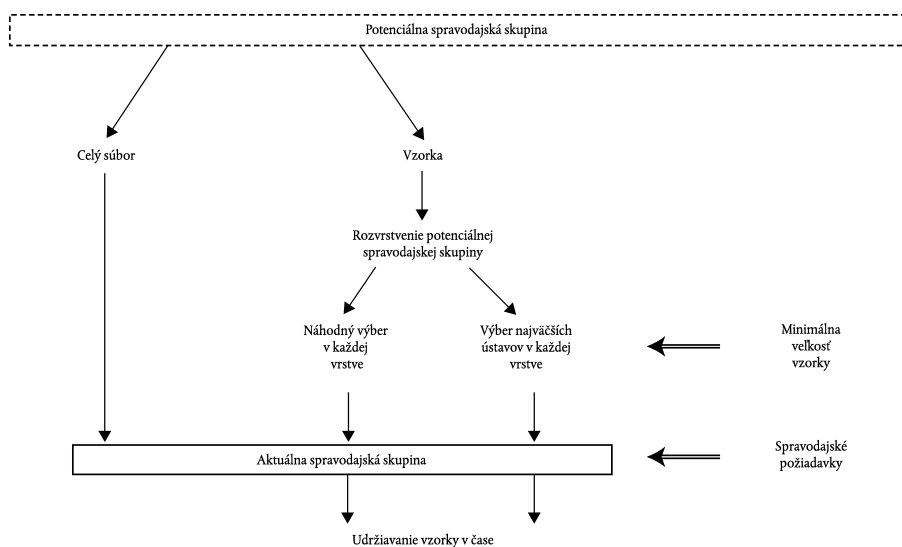 Potenciálna spravodajská skupina
Celý súbor
Vzorka
Rozvrstvenie potenciálnej
spravodajskej skupiny
Náhodný výber
v každej
vrstve
Výber najväčších
ústavov v každej
vrstve
Minimálna
veľkosť
vzorky
Aktuálna spravodajská skupina
Spravodajské
požiadavky
Udržiavanie vzorky v čase